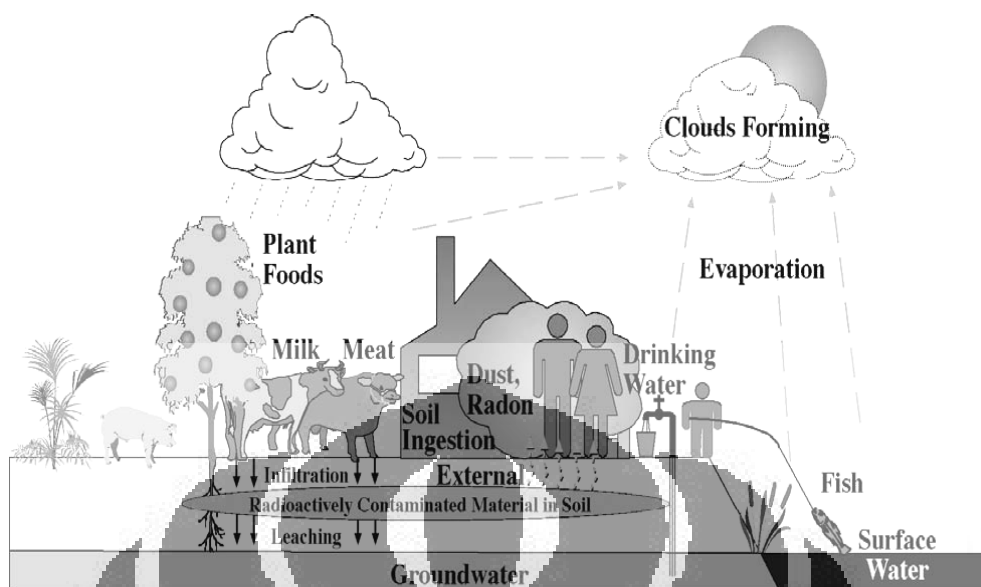 Clouds Forming
Plant
Foods
Evaporation
Milk
Meat
Dust,
Radon
Drinking
Water
Soil
Ingestion
Infiltration
External
Radioactively Contaminated Material in Soil
Leaching
Fish
Surface
Water
Groundwater